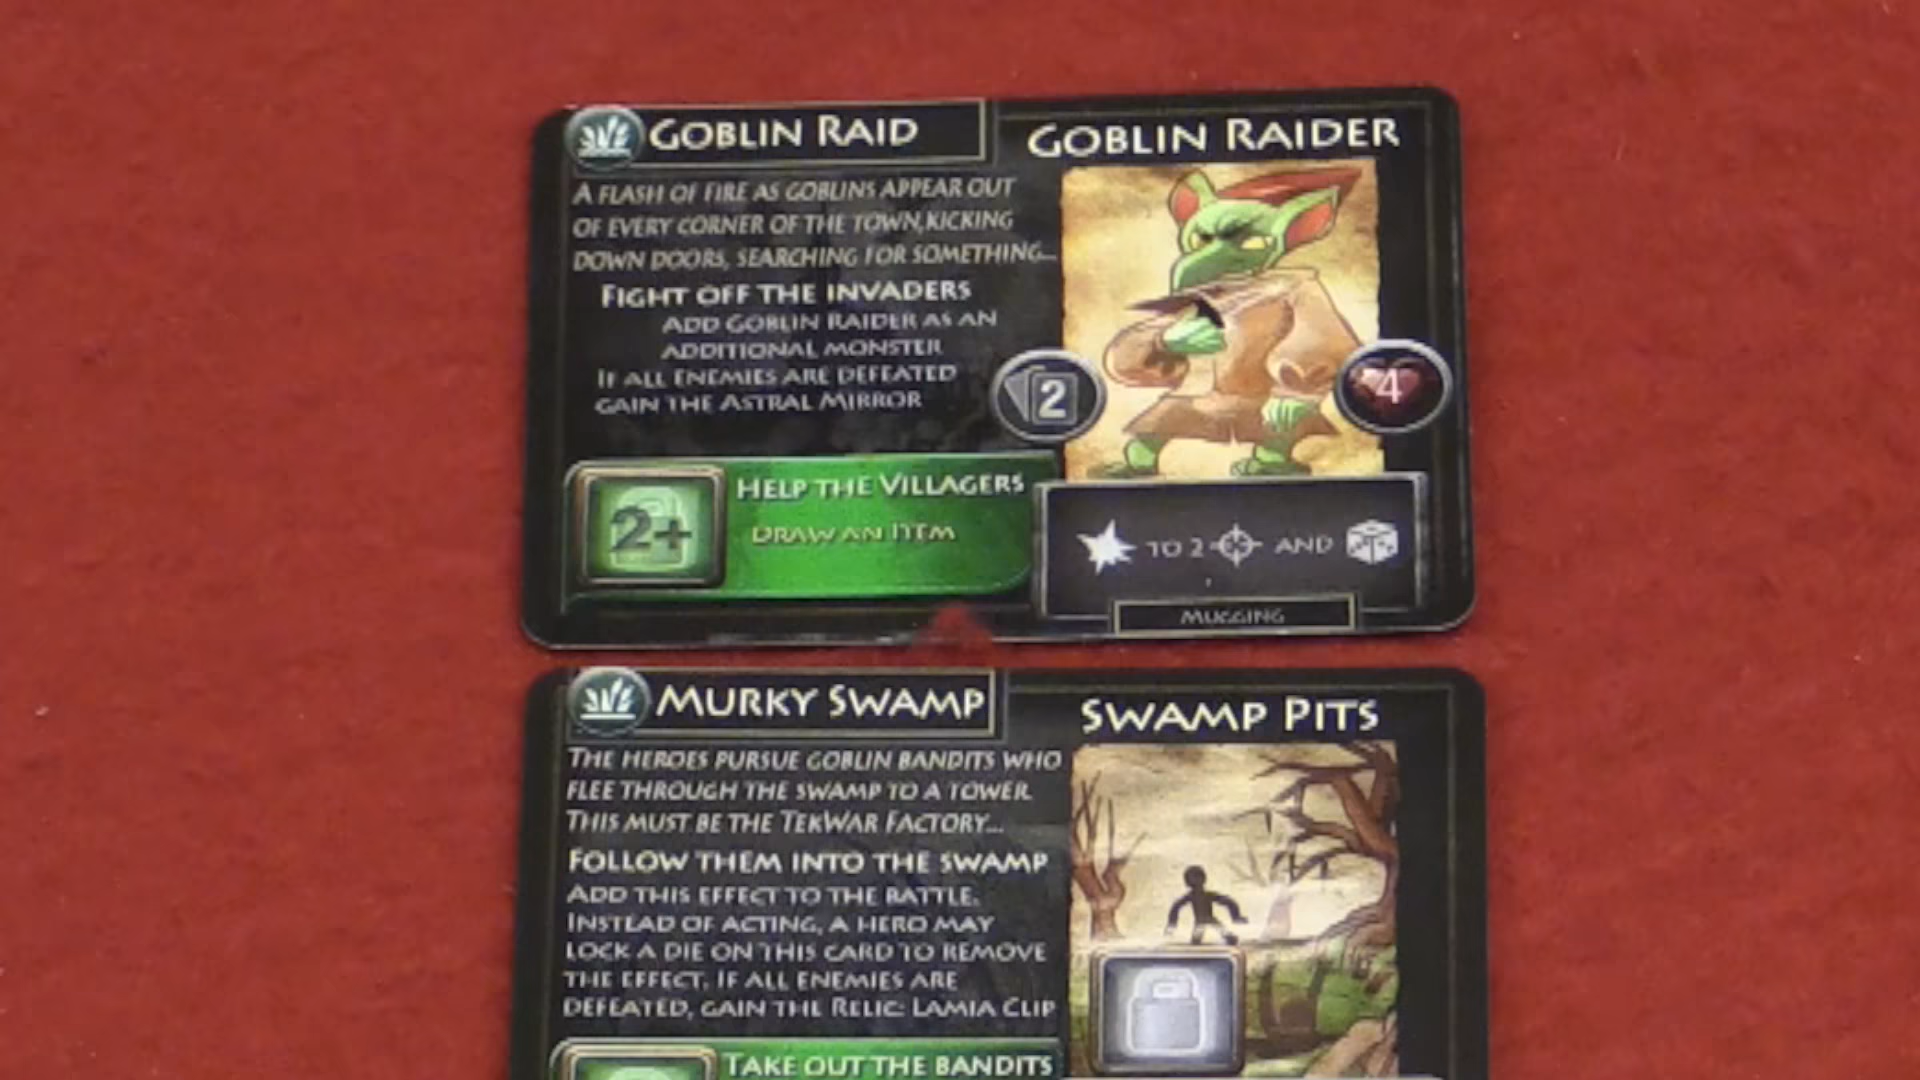 GOBLIN RAID
A FLASH OF FIRE AS GOBLINS APPEAR OUT
OF EVERY CORNER OF THE TOWN, KICKING
DOWN DOORS, SEARCHING FOR SOMETHING...
FIGHT OFF THE INVADERS
ADD GOBLIN RAIDER AS AN
ADDITIONAL MONSTER
IF ALL ENEMIES ARE DEFEATED
GAIN THE ASTRAL MIRROR
2+
HELP THE VILLAGERS
DRAW AN ITEM
GOBLIN RAIDER
2
4
TO 2 AND
MUGGING
MURKY SWAMP
THE HEROES PURSUE GOBLIN BANDITS WHO
FLEE THROUGH THE SWAMP TO A TOWER
THIS MUST BE THE TEKWAR FACTORY...
FOLLOW THEM INTO THE SWAMP
ADD THIS EFFECT TO THE BATTLE.
INSTEAD OF ACTING, A HERO MAY
LOCK A DIE ON THIS CARD TO REMOVE
THE EFFECT. IF ALL ENEMIES ARE
DEFEATED, GAIN THE RELIC: LAMIA CLIP
TAKE OUT THE BANDITS
SWAMP PITS